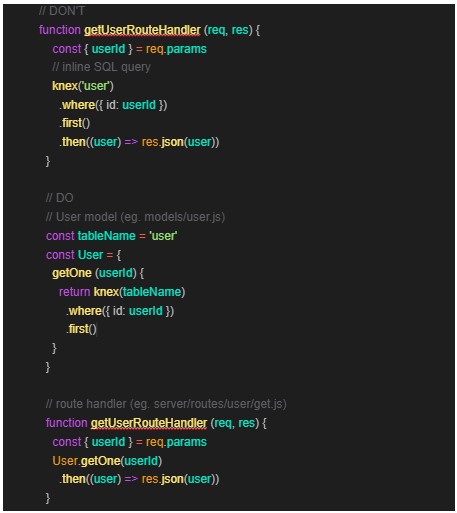 // DON'T
function getUserRouteHandler (req, res) {
const { userId } = req.params
// inline SQL query
knex('user')
.where({ id: userId })
.first()
.then((user) => res.json(user))
}
// DO
// User model (eg. models/user.js)
const tableName = 'user'
const User = {
getOne (userId) {
return knex(tableName)
.where({ id: userId })
.first()
}
}
// route handler (eg. server/routes/user/get.js)
function getUserRouteHandler (req, res) {
const { userId } = req.params
User.getOne(userId)
.then((user) => res.json(user))
}